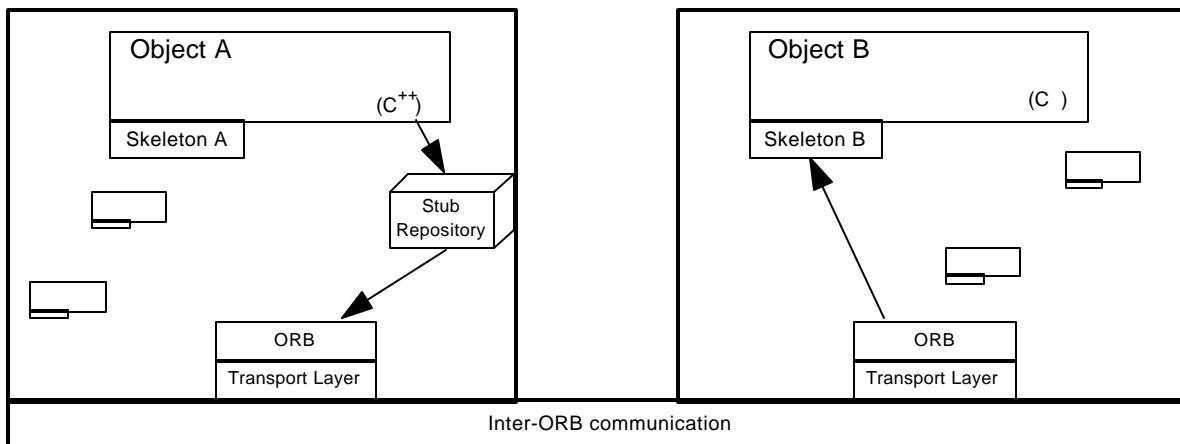 Object A
(C++)
Skeleton A
Stub
Repository
ORB
Transport Layer
Object B
(C )
Skeleton B
ORB
Transport Layer
Inter-ORB communication